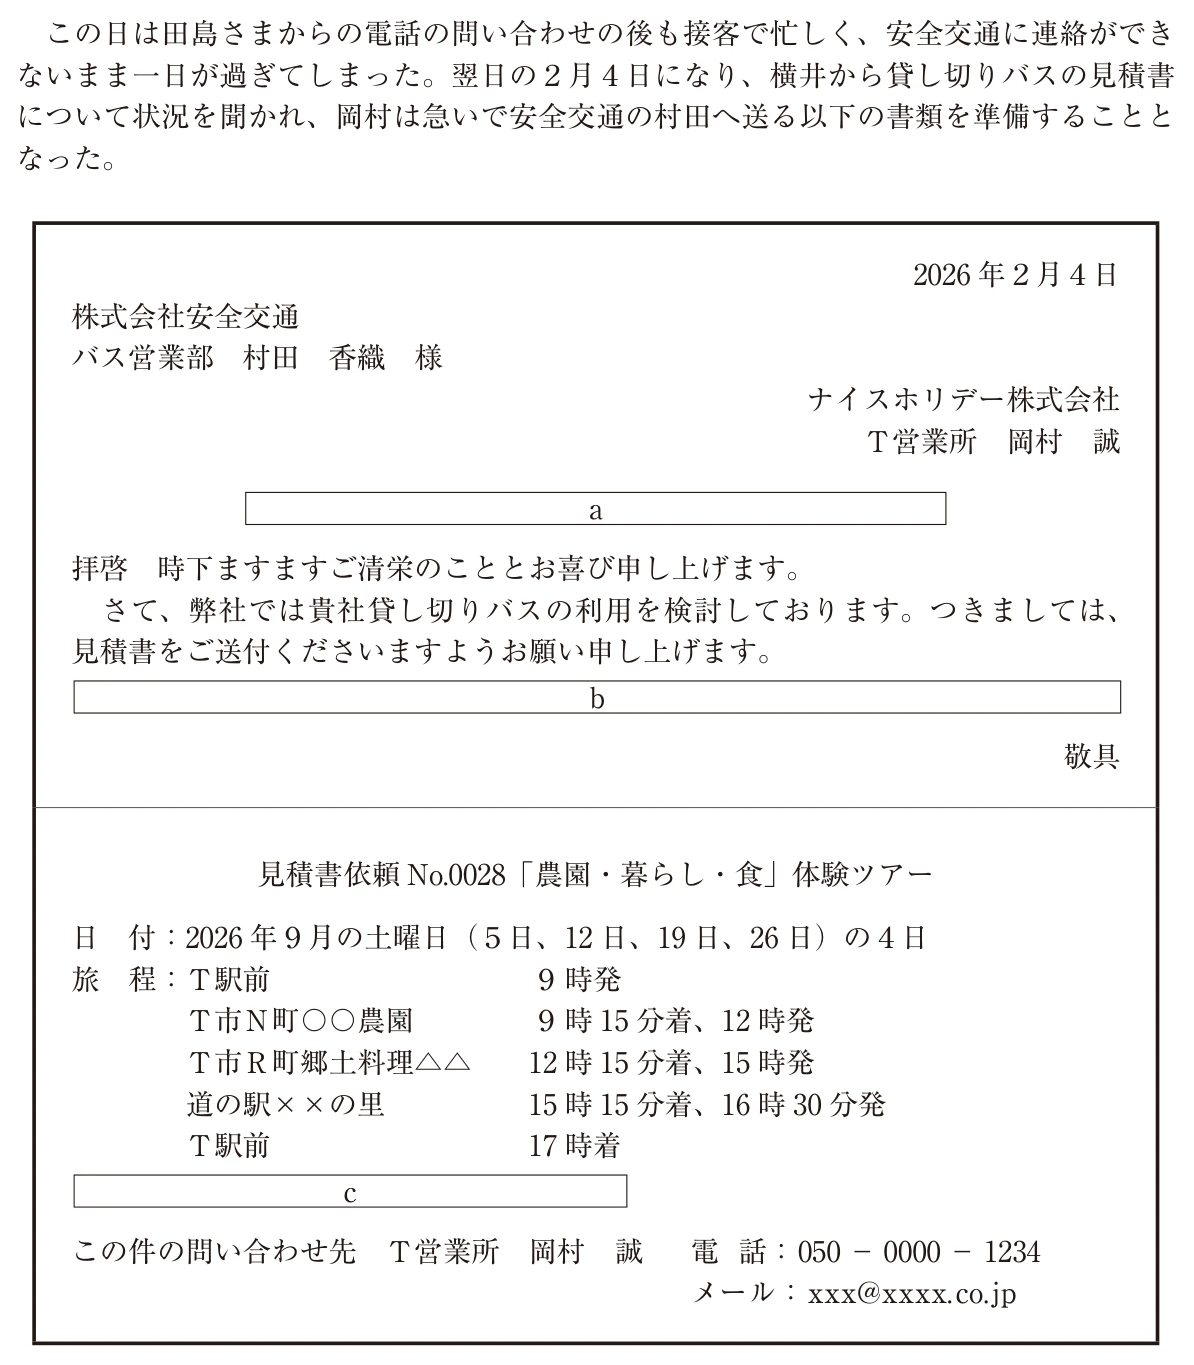 この日は田島さまからの電話の問い合わせの後も接客で忙しく、安全交通に連絡ができ
ないまま一日が過ぎてしまった。翌日の２月４日になり、横井から貸し切りバスの見積書
について状況を聞かれ、岡村は急いで安全交通の村田へ送る以下の書類を準備することと
なった。
2026年２月４日
株式会社安全交通
バス営業部　村田　香織　様
ナイスホリデー株式会社
Ｔ営業所　岡村　誠
a
拝啓　時下ますますご清栄のこととお喜び申し上げます。
さて、弊社では貴社貸し切りバスの利用を検討しております。つきましては、
見積書をご送付くださいますようお願い申し上げます。
b
敬具
見積書依頼 No.0028「農園・暮らし・食」体験ツアー
日　付：2026年９月の土曜日（５日、12日、19日、26日）の４日
旅　程：Ｔ駅前　９時発
Ｔ市Ｎ町○○農園　９時15分着、12時発
Ｔ市Ｒ町郷土料理△△　12時15分着、15時発
道の駅××の里　15時15分着、16時30分発
Ｔ駅前　17時着
c
この件の問い合わせ先　Ｔ営業所　岡村　誠　電　話：050 − 0000 − 1234
メール：xxx@xxxx.co.jp